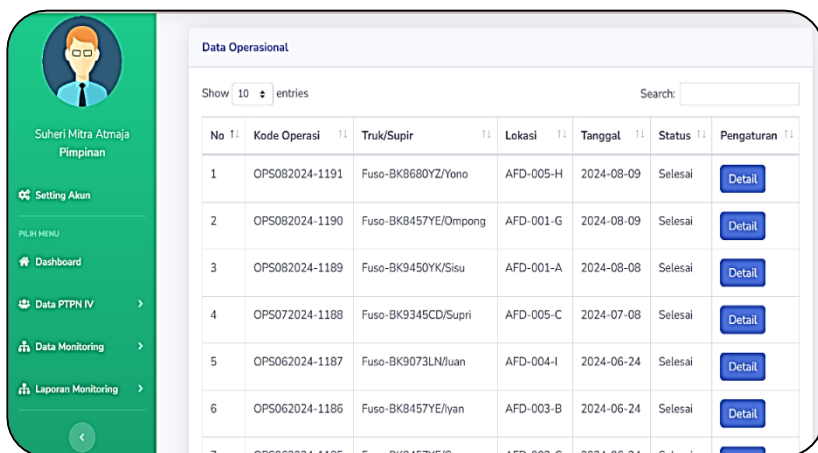 Suheri Mitra Atmaja
Pimpinan
Setting Akun
PILIH MENU
Dashboard
Data PTPN IV
Data Monitoring
Laporan Monitoring
Data Operasional
Show 10 entries Search:
No Kode Operasi Truk/Supir Lokasi Tanggal Status Pengaturan
1 OPS082024-1191 Fuso-BK8680YZ/Yono AFD-005-H 2024-08-09 Selesai Detail
2 OPS082024-1190 Fuso-BK8457YE/Ompong AFD-001-G 2024-08-09 Selesai Detail
3 OPS082024-1189 Fuso-BK9450YK/Sisu AFD-001-A 2024-08-08 Selesai Detail
4 OPS072024-1188 Fuso-BK9345CD/Supri AFD-005-C 2024-07-08 Selesai Detail
5 OPS062024-1187 Fuso-BK9073LN/Juan AFD-004-I 2024-06-24 Selesai Detail
6 OPS062024-1186 Fuso-BK8457YE/Iyan AFD-003-B 2024-06-24 Selesai Detail